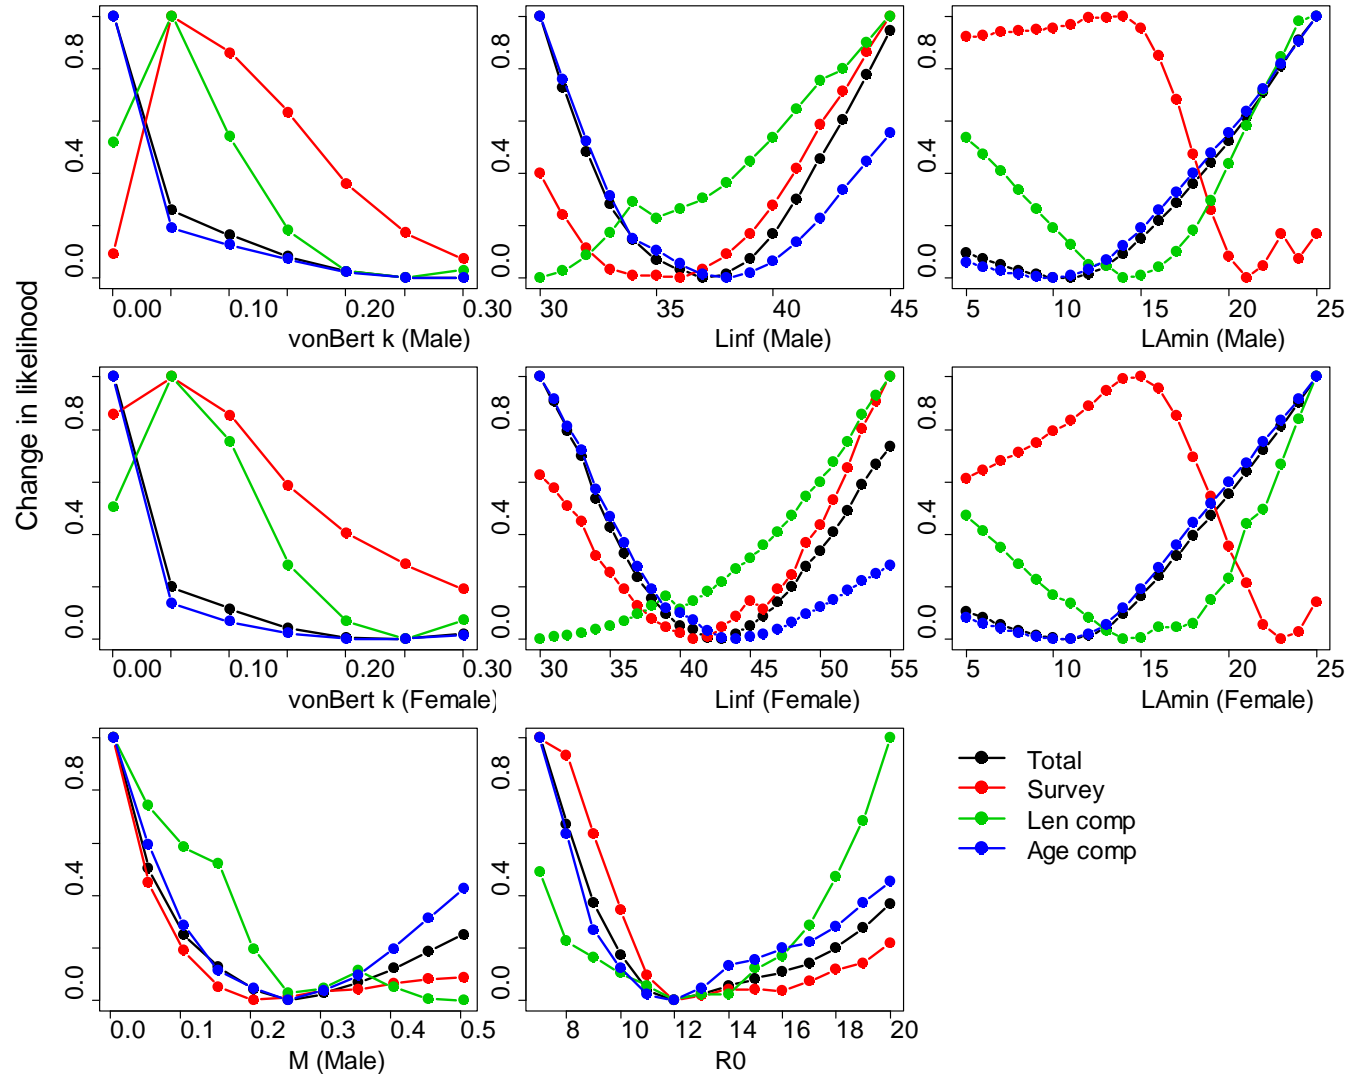 0.0 0.4 0.8
0.00 0.10 0.20 0.30
vonBert k (Male)
0.0 0.4 0.8
30 35 40 45
Linf (Male)
0.0 0.4 0.8
5 10 15 20 25
LAmin (Male)
Change in likelihood
0.0 0.4 0.8
0.00 0.10 0.20 0.30
vonBert k (Female)
0.0 0.4 0.8
30 35 40 45 50 55
Linf (Female)
0.0 0.4 0.8
5 10 15 20 25
LAmin (Female)
0.0 0.4 0.8
0.0 0.1 0.2 0.3 0.4 0.5
M (Male)
0.0 0.4 0.8
8 10 12 14 16 18 20
R0
Total
Survey
Len comp
Age comp